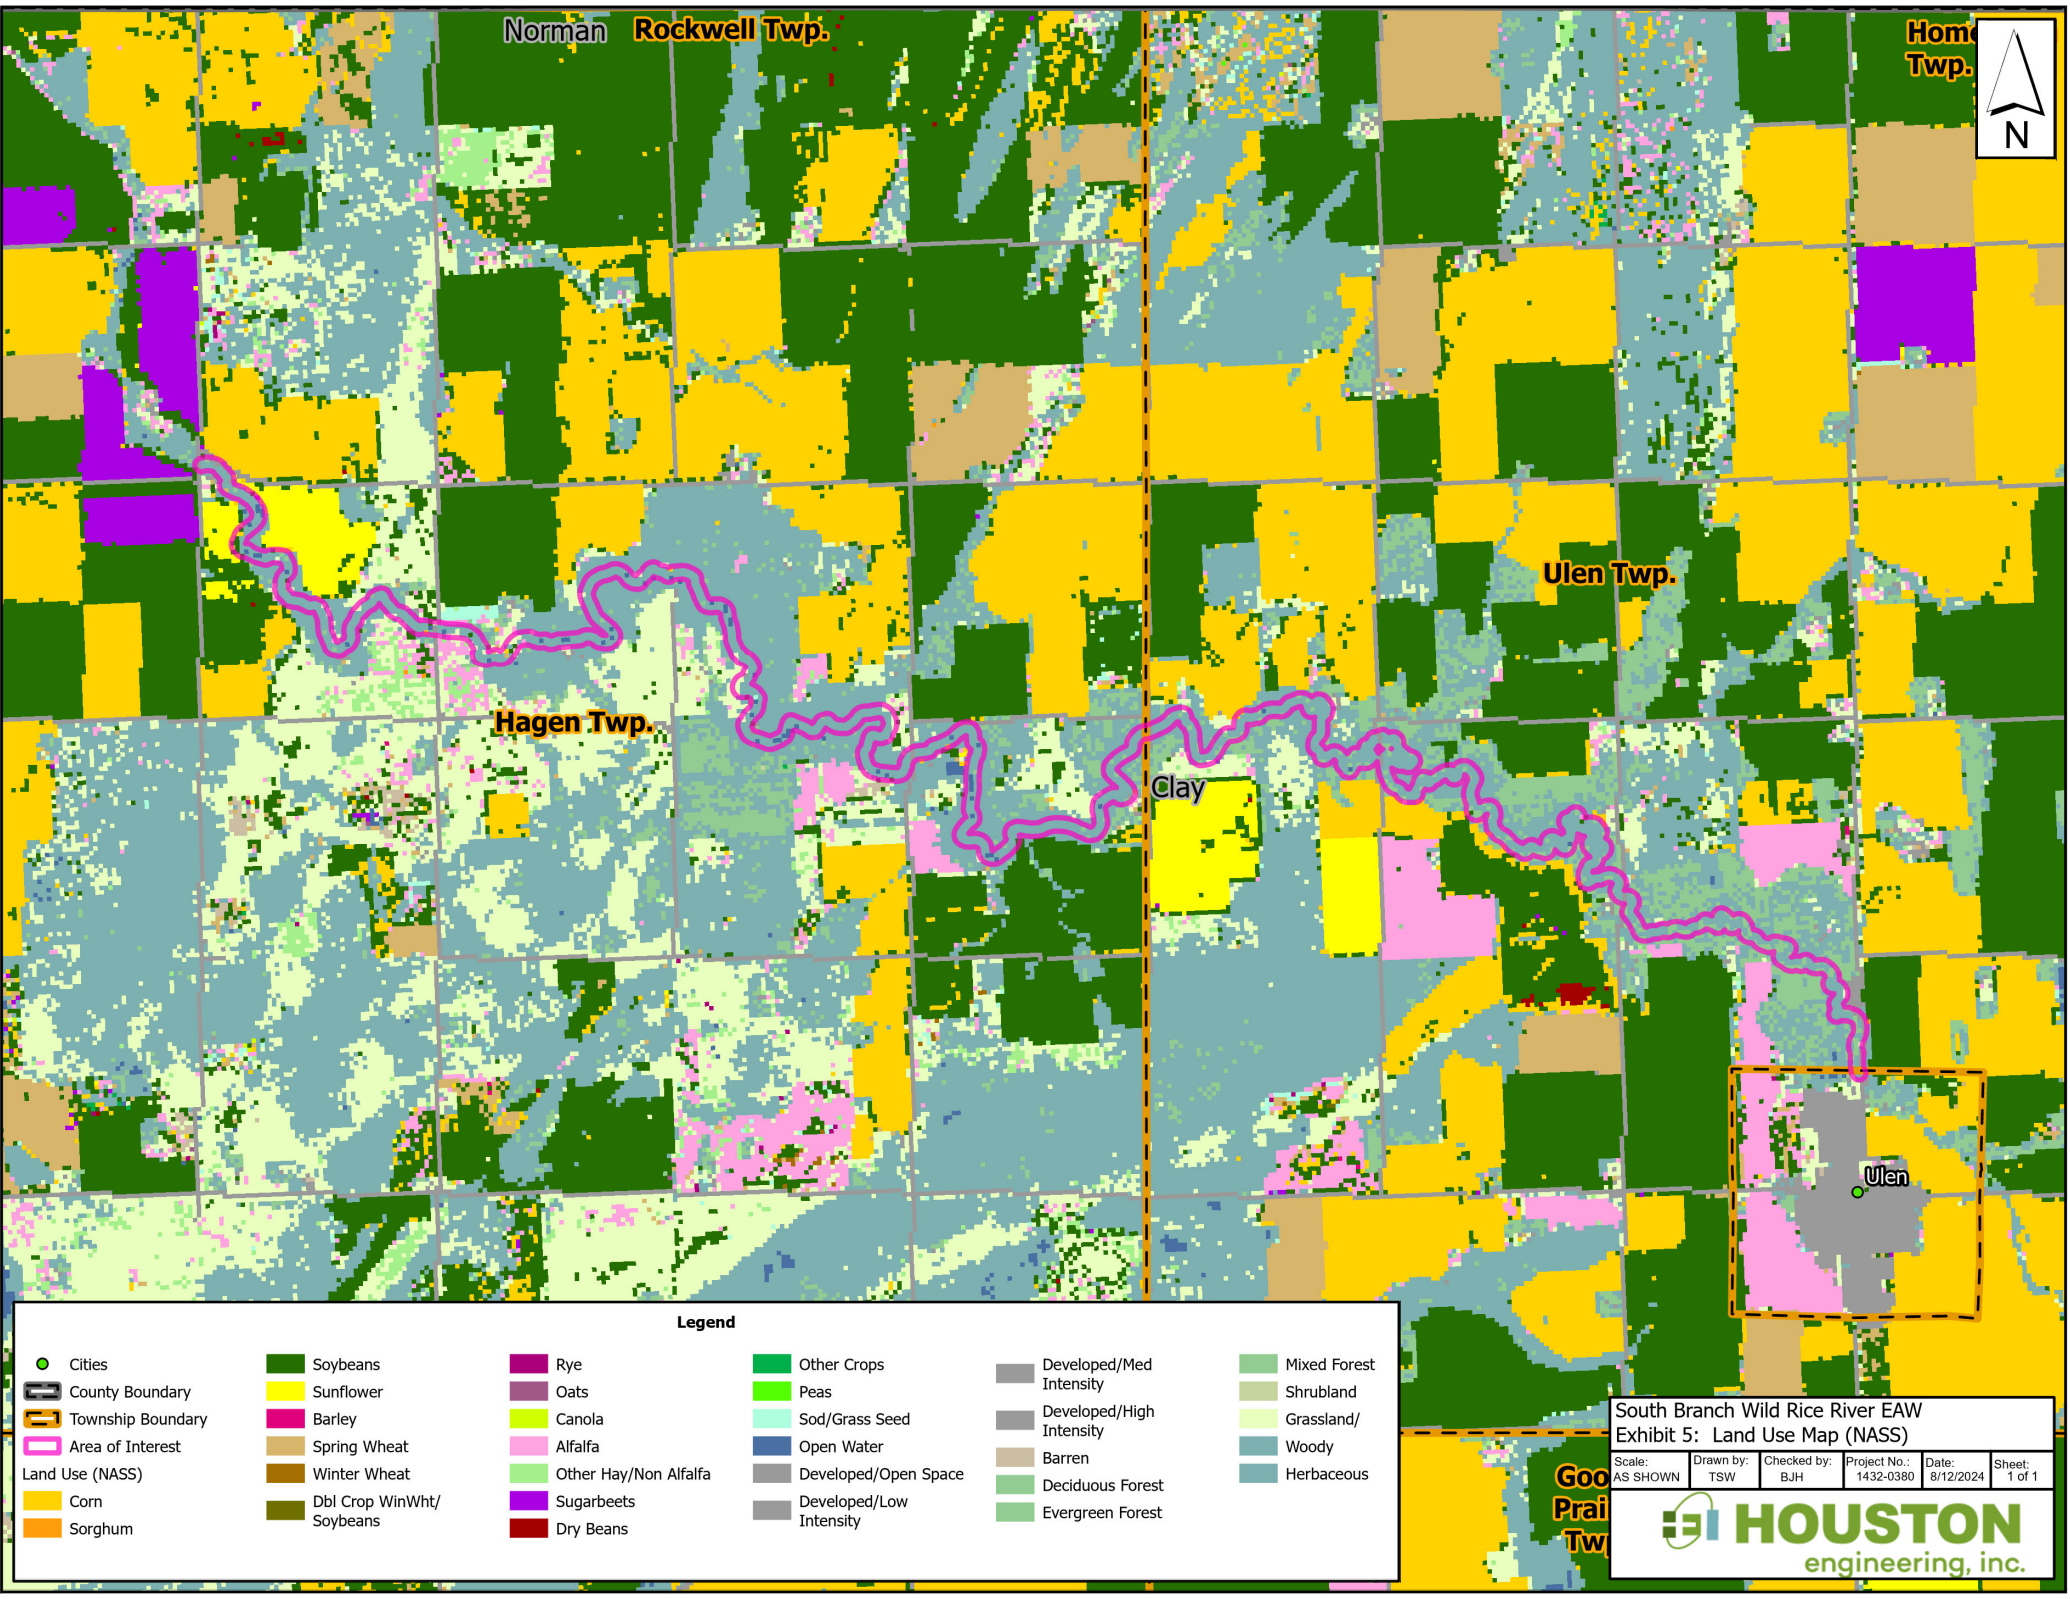 Norman
Rockwell Twp.
Home
Twp.
N
Ulen Twp.
Hagen Twp.
Clay
Ulen
Legend
Cities
County Boundary
Township Boundary
Area of Interest
Land Use (NASS)
Corn
Sorghum
Soybeans
Sunflower
Barley
Spring Wheat
Winter Wheat
Dbl Crop WinWht/
Soybeans
Rye
Oats
Canola
Alfalfa
Other Hay/Non Alfalfa
Sugarbeets
Dry Beans
Other Crops
Peas
Sod/Grass Seed
Open Water
Developed/Open Space
Developed/Low
Intensity
Developed/Med
Intensity
Developed/High
Intensity
Barren
Deciduous Forest
Evergreen Forest
Mixed Forest
Shrubland
Grassland/
Woody
Herbaceous
Goo
Prai
Tw
South Branch Wild Rice River EAW
Exhibit 5: Land Use Map (NASS)
Scale:
AS SHOWN
Drawn by:
TSW
Checked by:
BJH
Project No.:
1432-0380
Date:
8/12/2024
Sheet:
1 of 1
HOUSTON
engineering, inc.